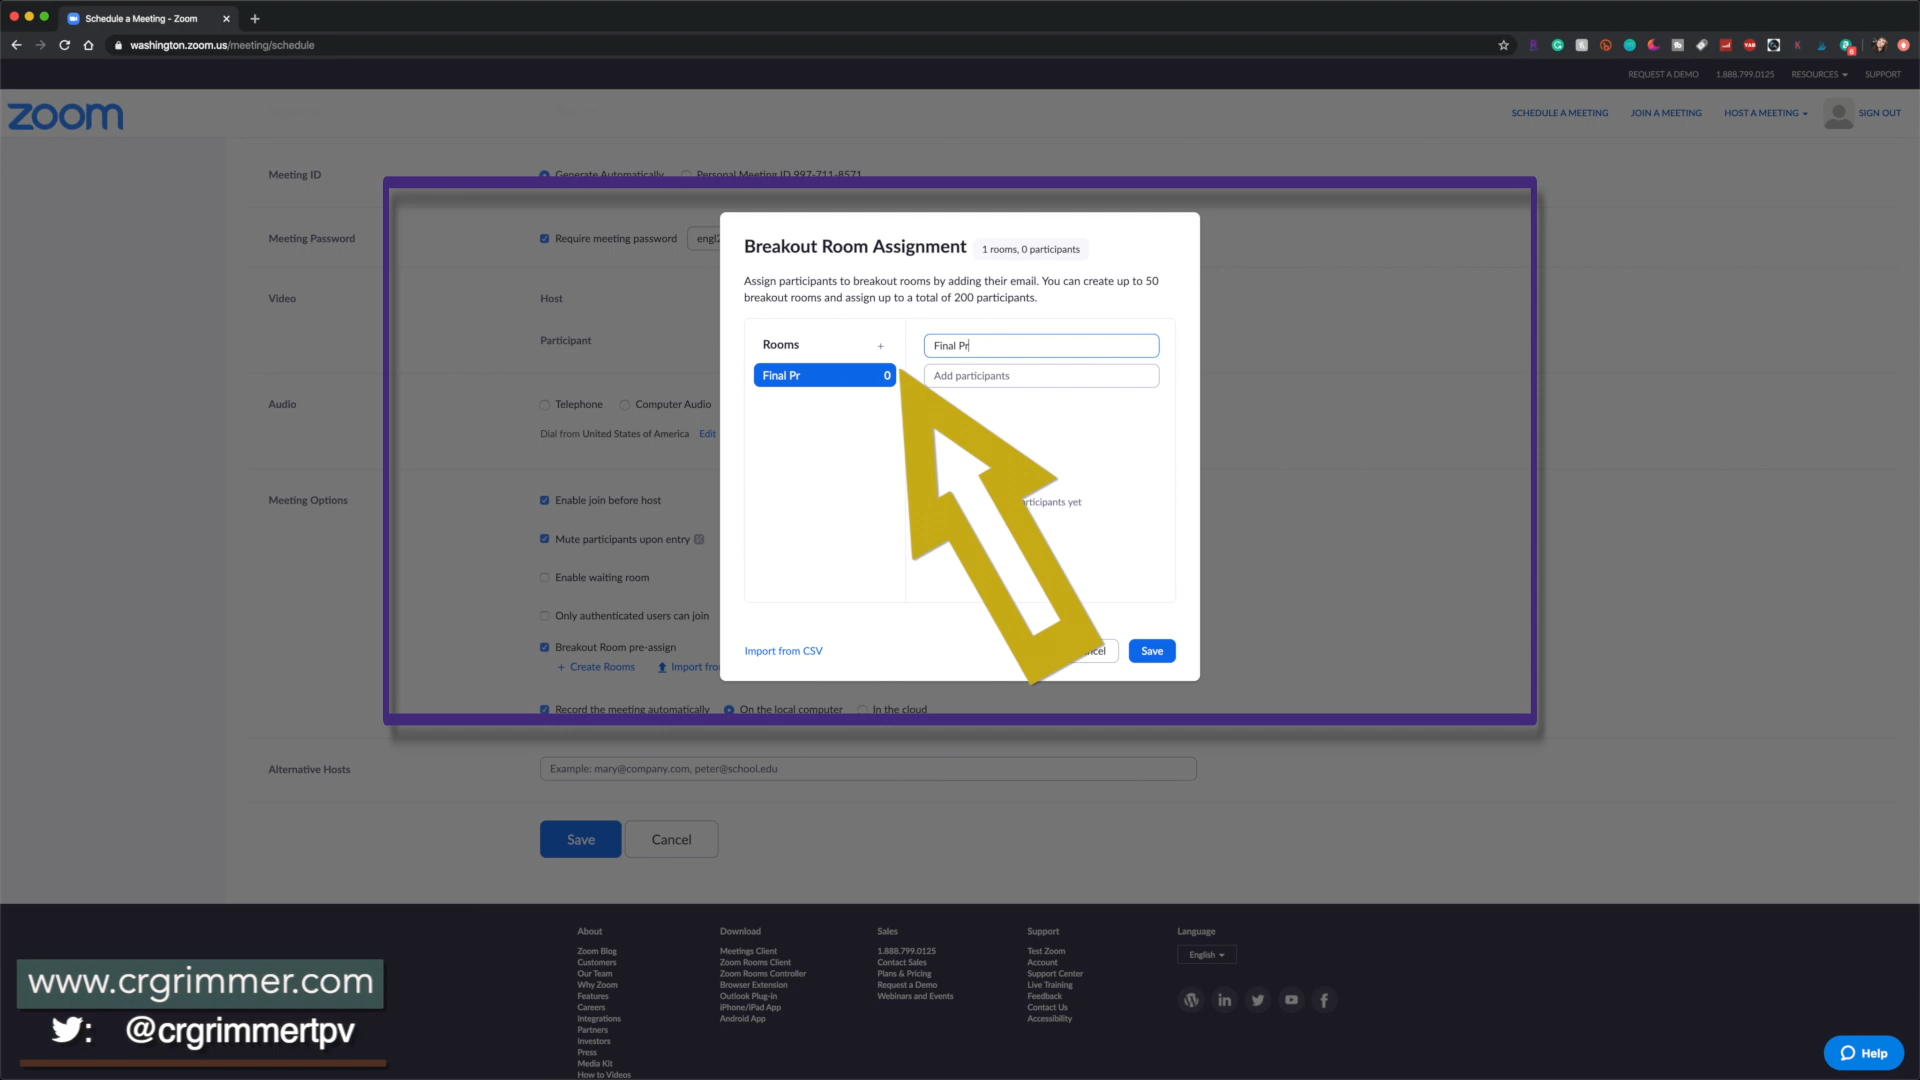 Schedule a Meeting - Zoom
washington.zoom.us/meeting/schedule
REQUEST A DEMO 1.888.799.0125 RESOURCES SUPPORT
zoom
SCHEDULE A MEETING JOIN A MEETING HOST A MEETING SIGN OUT
Meeting ID Generate Automatically Personal Meeting ID 997-711-8571
Meeting Password Require meeting password engl2
Video Host
Participant
Audio Telephone Computer Audio
Dial from United States of America Edit
Meeting Options Enable join before host
Mute participants upon entry
Enable waiting room
Only authenticated users can join
Breakout Room pre-assign
+ Create Rooms Import fro
Record the meeting automatically On the local computer In the cloud
Breakout Room Assignment 1 rooms, 0 participants
Assign participants to breakout rooms by adding their email. You can create up to 50
breakout rooms and assign up to a total of 200 participants.
Rooms + Final Pr
Final Pr 0 Add participants
articipants yet
Import from CSV ncel Save
Alternative Hosts Example: mary@company.com, peter@school.edu
Save Cancel
About
Zoom Blog
Customers
Our Team
Why Zoom
Features
Careers
Integrations
Partners
Investors
Press
Media Kit
How to Videos
Download
Meetings Client
Zoom Rooms Client
Zoom Rooms Controller
Browser Extension
Outlook Plug-in
iPhone/iPad App
Android App
Sales
1.888.799.0125
Contact Sales
Plans & Pricing
Request a Demo
Webinars and Events
Support
Test Zoom
Account
Support Center
Live Training
Feedback
Contact Us
Accessibility
Language
English
Help
www.crgrimmer.com
: @crgrimmertpv